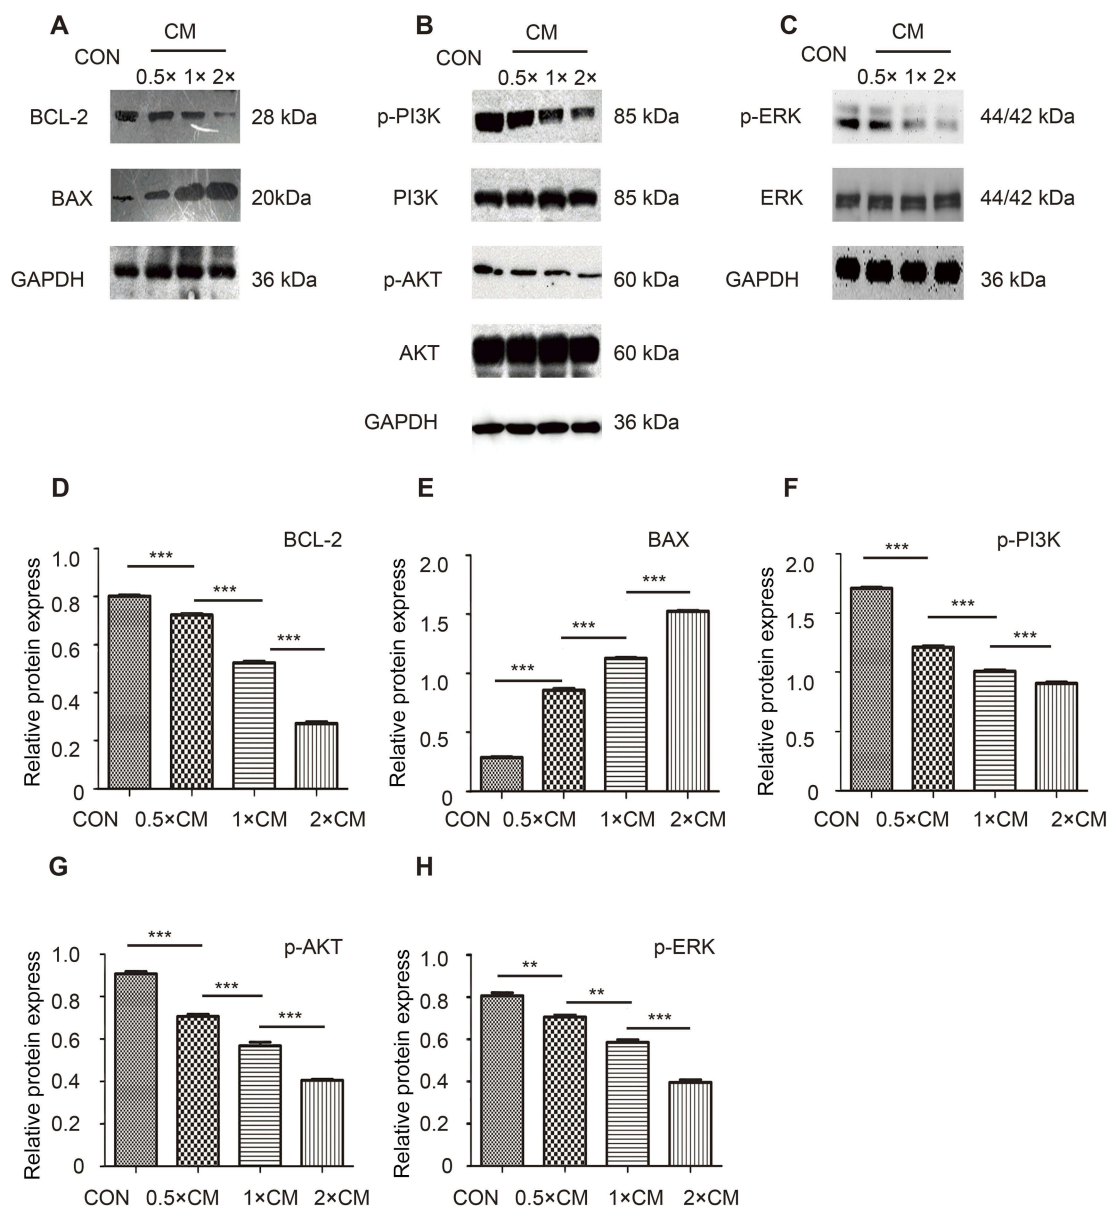 A
CM
CON
0.5× 1× 2×
BCL-2
28 kDa
BAX
20kDa
GAPDH
36 kDa
B
CM
CON
0.5× 1× 2×
p-PI3K
85 kDa
PI3K
85 kDa
p-AKT
60 kDa
AKT
60 kDa
GAPDH
36 kDa
C
CM
CON
0.5× 1× 2×
p-ERK
44/42 kDa
ERK
44/42 kDa
GAPDH
36 kDa
D
BCL-2
Relative protein express
1.0
0.8
0.6
0.4
0.2
0
***
***
***
CON 0.5×CM 1×CM 2×CM
E
BAX
Relative protein express
2.0
1.5
1.0
0.5
0
***
***
***
CON 0.5×CM 1×CM 2×CM
F
p-PI3K
Relative protein express
2.0
1.5
1.0
0.5
0
***
***
***
CON 0.5×CM 1×CM 2×CM
G
p-AKT
Relative protein express
1.0
0.8
0.6
0.4
0.2
0
***
***
***
CON 0.5×CM 1×CM 2×CM
H
p-ERK
Relative protein express
1.0
0.8
0.6
0.4
0.2
0
**
**
***
CON 0.5×CM 1×CM 2×CM